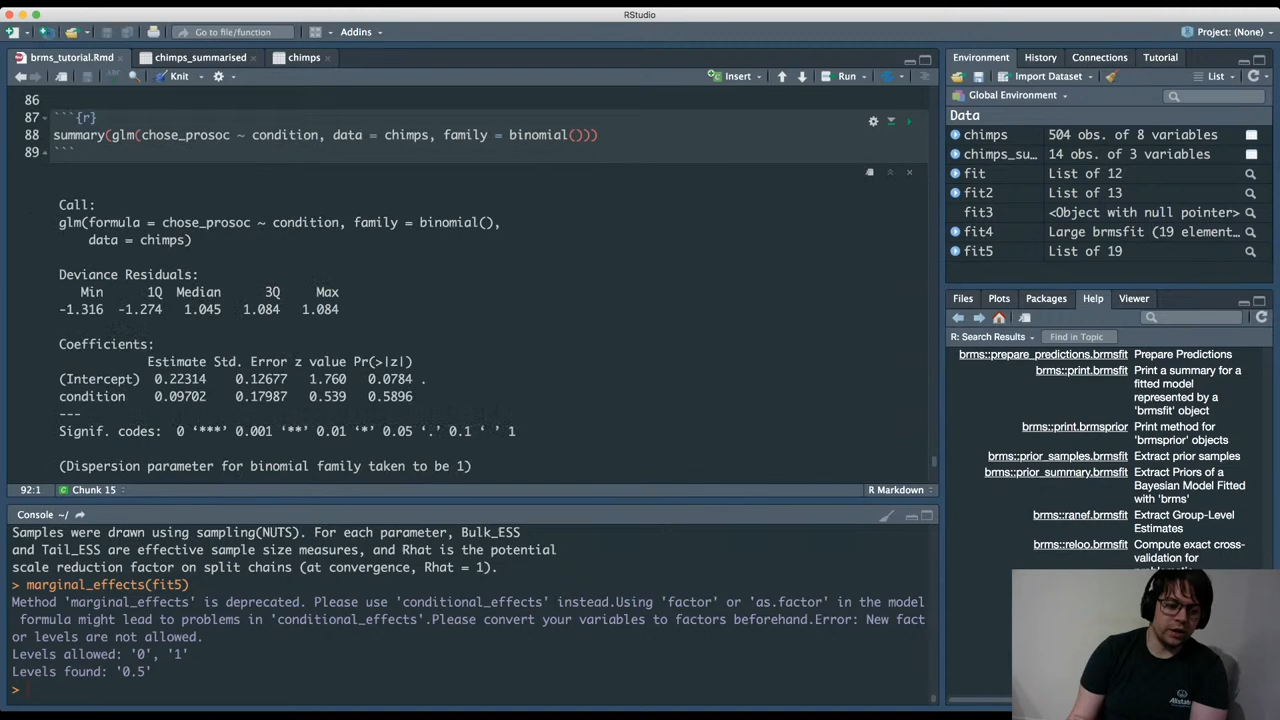 RStudio
Go to file/function
Addins
Project: (None)
brms_tutorial.Rmd
chimps_summarised
chimps
Knit
Insert
Run
86
87
```{r}
88
summary(glm(chose_prosoc ~ condition, data = chimps, family = binomial()))
89
```
Call:
glm(formula = chose_prosoc ~ condition, family = binomial(),
data = chimps)
Deviance Residuals:
Min 1Q Median 3Q Max
-1.316 -1.274 1.045 1.084 1.084
Coefficients:
Estimate Std. Error z value Pr(>|z|)
(Intercept) 0.22314 0.12677 1.760 0.0784 .
condition 0.09702 0.17987 0.539 0.5896
---
Signif. codes: 0 ‘***’ 0.001 ‘**’ 0.01 ‘*’ 0.05 ‘.’ 0.1 ‘ ’ 1
(Dispersion parameter for binomial family taken to be 1)
92:1
Chunk 15
R Markdown
Console ~/
Samples were drawn using sampling(NUTS). For each parameter, Bulk_ESS
and Tail_ESS are effective sample size measures, and Rhat is the potential
scale reduction factor on split chains (at convergence, Rhat = 1).
> marginal_effects(fit5)
Method 'marginal_effects' is deprecated. Please use 'conditional_effects' instead.Using 'factor' or 'as.factor' in the model
formula might lead to problems in 'conditional_effects'.Please convert your variables to factors beforehand.Error: New fact
or levels are not allowed.
Levels allowed: '0', '1'
Levels found: '0.5'
>
Environment
History
Connections
Tutorial
Import Dataset
List
Global Environment
Data
chimps 504 obs. of 8 variables
chimps_su… 14 obs. of 3 variables
fit List of 12
fit2 List of 13
fit3 <Object with null pointer>
fit4 Large brmsfit (19 element…
fit5 List of 19
Files
Plots
Packages
Help
Viewer
R: Search Results
Find in Topic
brms::prepare_predictions.brmsfit Prepare Predictions
brms::print.brmsfit Print a summary for a
fitted model
represented by a
'brmsfit' object
brms::print.brmsprior Print method for
'brmsprior' objects
brms::prior_samples.brmsfit Extract prior samples
brms::prior_summary.brmsfit Extract Priors of a
Bayesian Model Fitted
with 'brms'
brms::ranef.brmsfit Extract Group-Level
Estimates
brms::reloo.brmsfit Compute exact cross-
validation for
Allstate